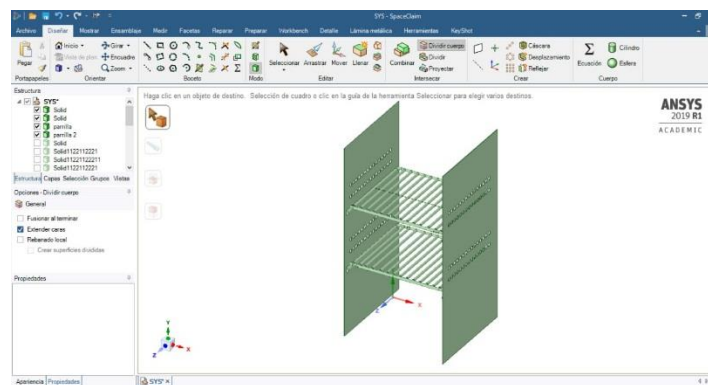 SYS - SpaceClaim
Archivo Diseñar Mostrar Ensamblaje Medir Facetas Reparar Preparar Workbench Detalle Lámina metálica Herramientas KeyShot
Pegar
Inicio Girar
Vista de plano Encuadre
Zoom
Seleccionar Arrastrar Mover Llenar
Combinar
Dividir cuerpo
Dividir
Proyectar
Cáscara
Desplazamiento
Reflejar
Ecuación
Cilindro
Esfera
Portapapeles Orientar Boceto Modo Editar Intersecar Crear Cuerpo
Estructura
SYS*
Solid
Solid
parrilla
parrilla 2
Solid
Solid1122112221
Solid11221122211
Solid1122112221
Estructura Capas Selección Grupos Vistas
Opciones - Dividir cuerpo
General
Fusionar al terminar
Extender caras
Rebanado local
Crear superficies divididas
Propiedades
Apariencia Propiedades
Haga clic en un objeto de destino. Selección de cuadro o clic en la guía de la herramienta Seleccionar para elegir varios destinos.
ANSYS
2019 R1
ACADEMIC
X
Z
Y
X
Z
SYS* ×